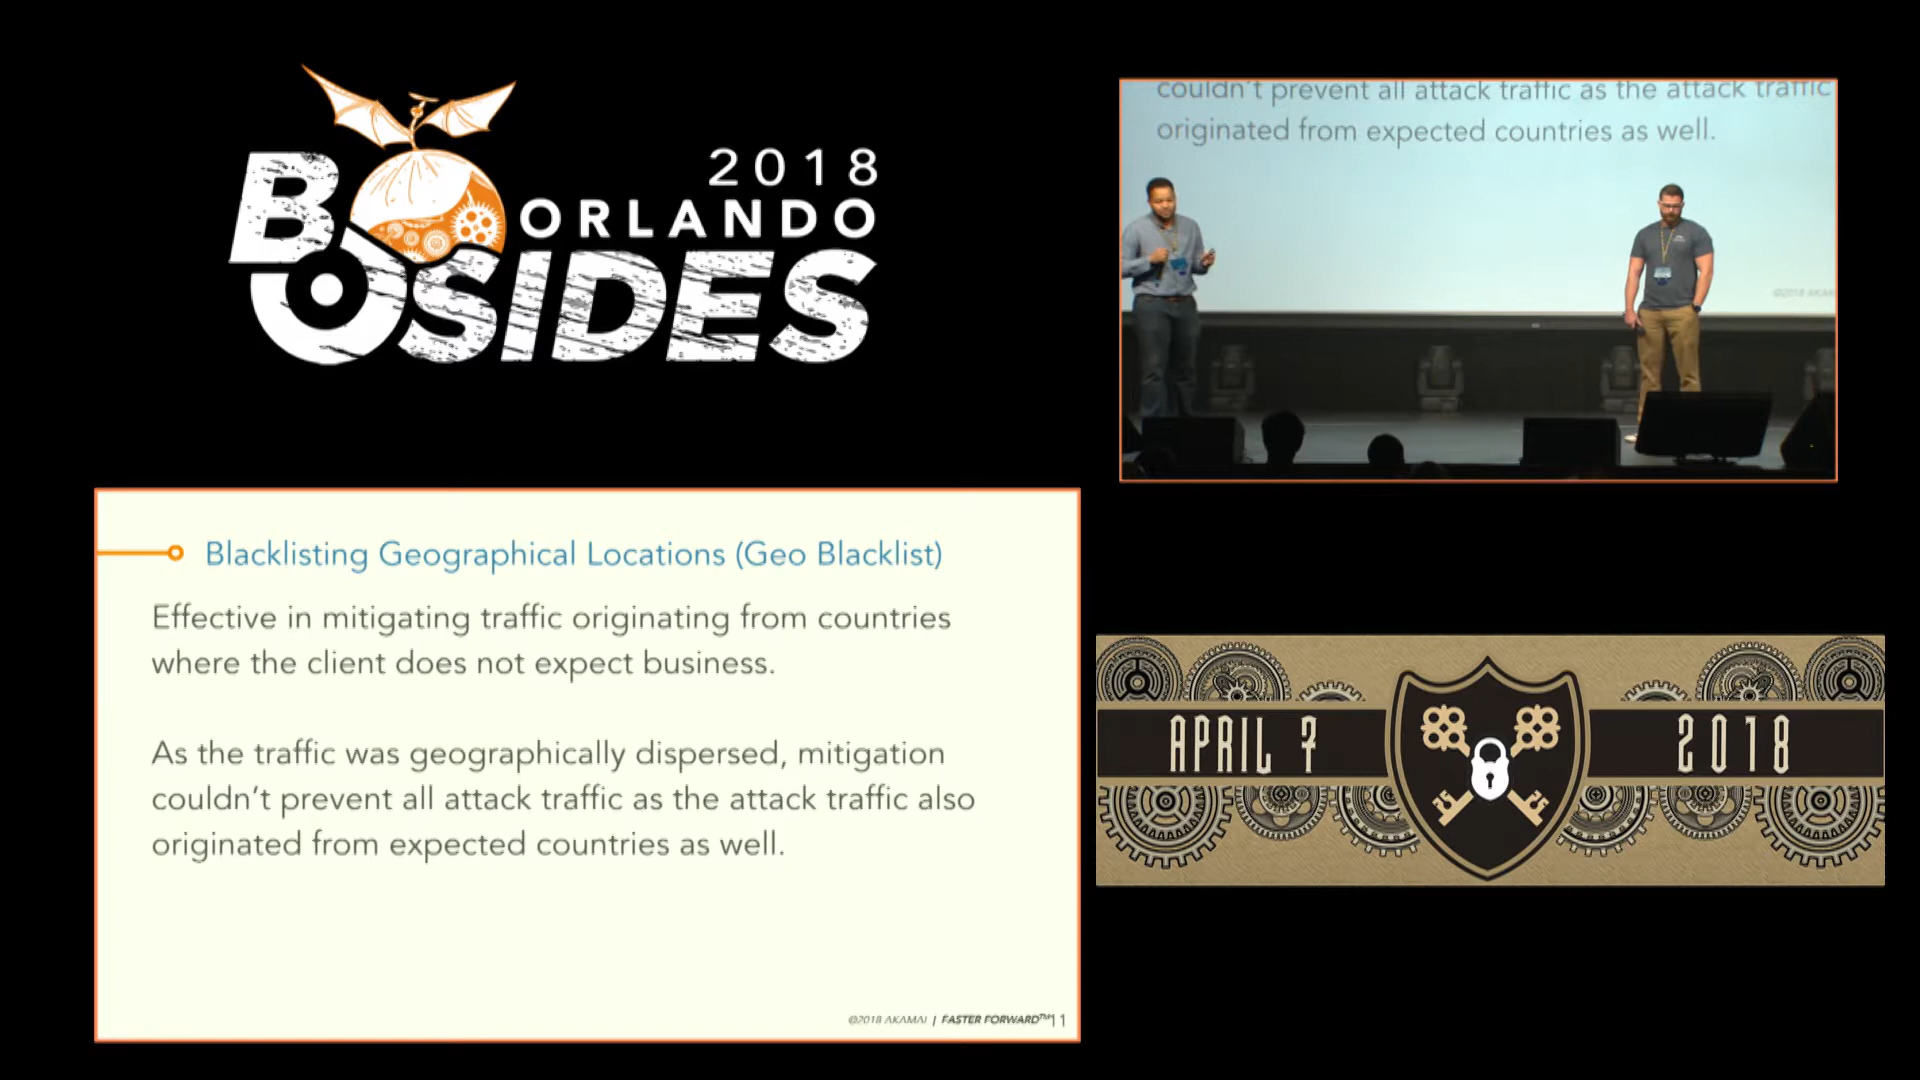 2018
ORLANDO
BSIDES
couldn't prevent all attack traffic as the attack traffic
originated from expected countries as well.
Blacklisting Geographical Locations (Geo Blacklist)
Effective in mitigating traffic originating from countries
where the client does not expect business.
As the traffic was geographically dispersed, mitigation
couldn't prevent all attack traffic as the attack traffic also
originated from expected countries as well.
©2018 AKAMAI | FASTER FORWARD™ 11
©2018 AKAM
APRIL 7
2018